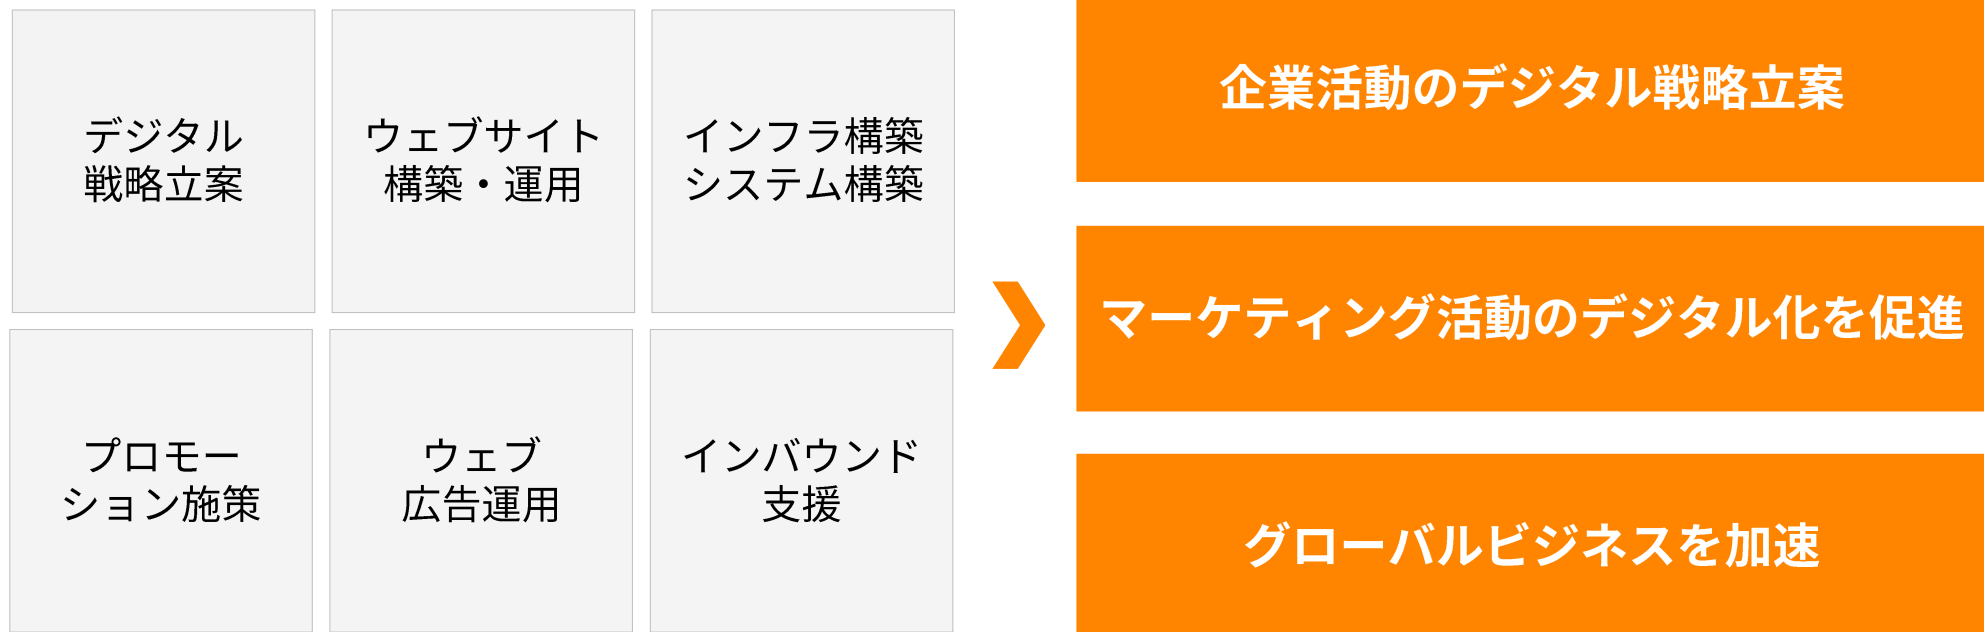 デジタル
戦略立案
ウェブサイト
構築・運用
インフラ構築
システム構築
プロモー
ション施策
ウェブ
広告運用
インバウンド
支援
企業活動のデジタル戦略立案
マーケティング活動のデジタル化を促進
グローバルビジネスを加速